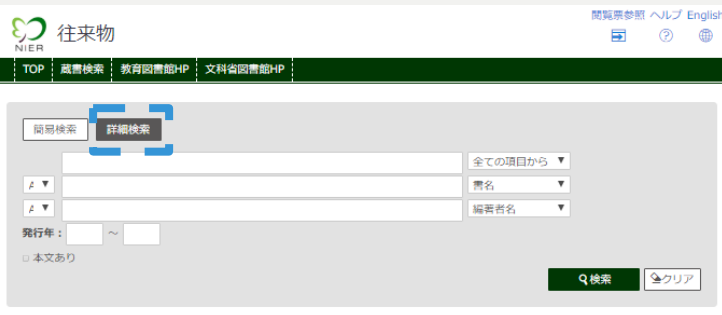 閲覧票参照 ヘルプ English
NIER 往来物
TOP 蔵書検索 教育図書館HP 文科省図書館HP
簡易検索 詳細検索
全ての項目から ▼
▼ 書名 ▼
▼ 編著者名 ▼
発行年： ～
本文あり
検索 クリア